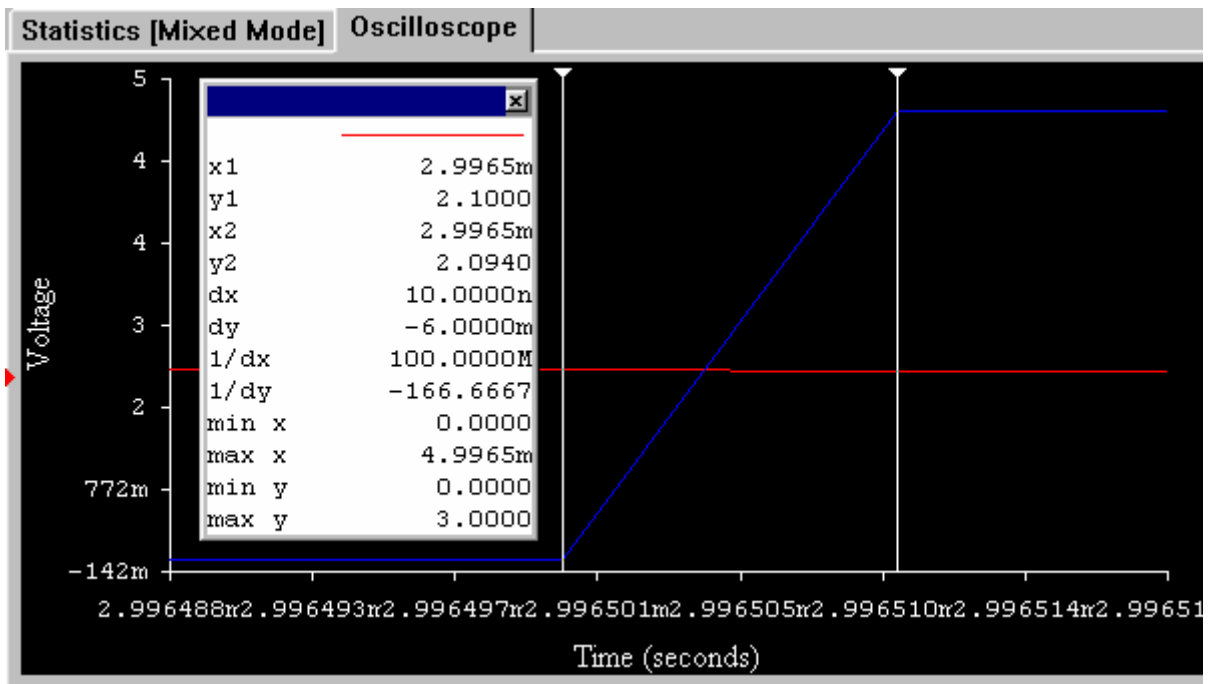 Statistics [Mixed Mode] Oscilloscope
5
4
4
3
2
772m
-142m
Voltage
x1 2.9965m
y1 2.1000
x2 2.9965m
y2 2.0940
dx 10.0000n
dy -6.0000m
1/dx 100.0000M
1/dy -166.6667
min x 0.0000
max x 4.9965m
min y 0.0000
max y 3.0000
2.996488m2.996493m2.996497m2.996501m2.996505m2.996510m2.996514m2.99651
Time (seconds)